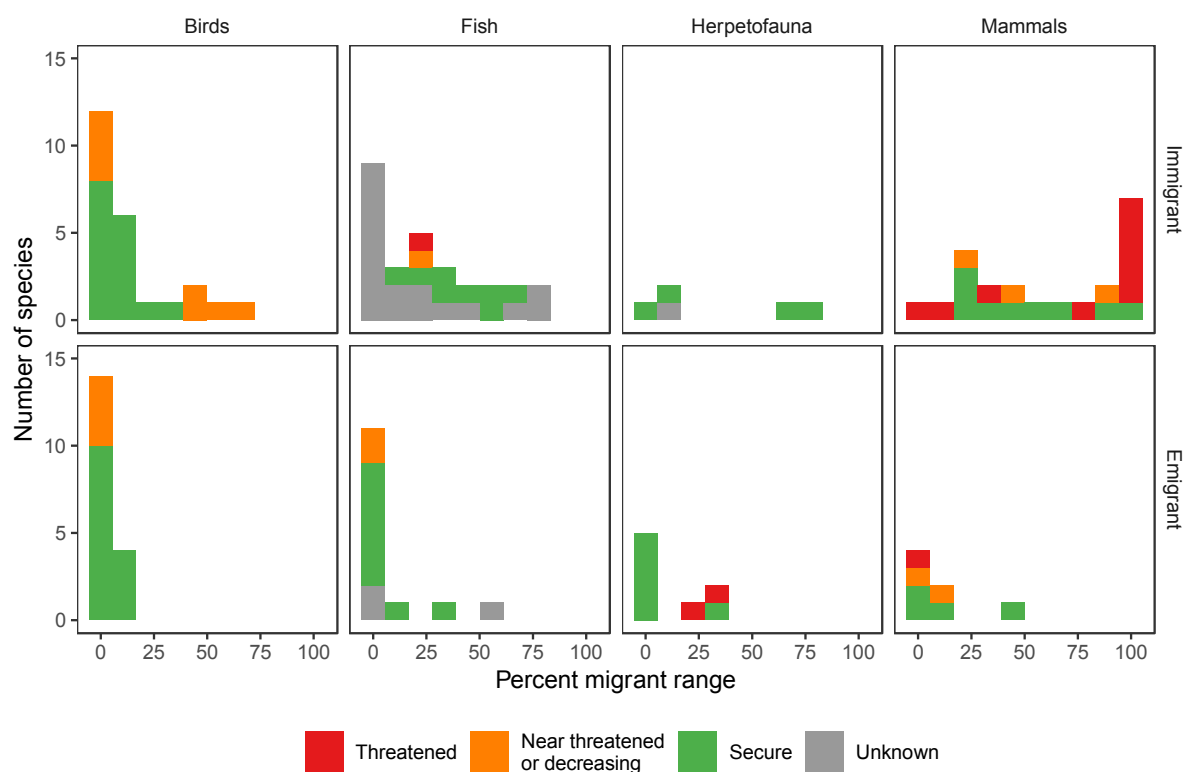 Birds
Fish
Herpetofauna
Mammals
15
10
5
0
Immigrant
Number of species
15
10
5
0
Emigrant
0 25 50 75 100
0 25 50 75 100
0 25 50 75 100
0 25 50 75 100
Percent migrant range
Threatened
Near threatened
or decreasing
Secure
Unknown